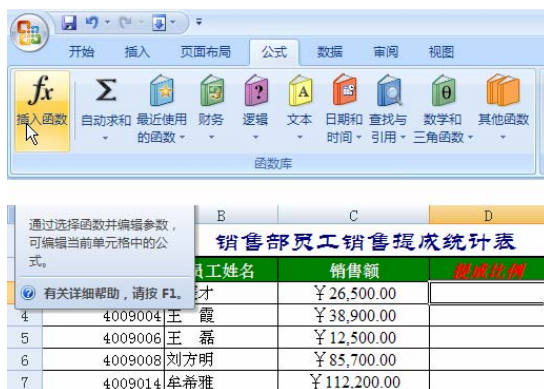 开始 插入 页面布局 公式 数据 审阅 视图
fx Σ ? A θ
插入函数 自动求和 最近使用的函数 财务 逻辑 文本 日期和时间 查找与引用 数学和三角函数 其他函数
函数库
B C D
通过选择函数并编辑参数，
可编辑当前单元格中的公
式。
有关详细帮助，请按 F1。
销售部员工销售提成统计表
员工姓名 销售额 提成比例
才 ￥26,500.00
4 4009004 王 霞 ￥38,900.00
5 4009006 王 磊 ￥12,500.00
6 4009008 刘方明 ￥85,700.00
7 4009014 牟希雅 ￥112,200.00